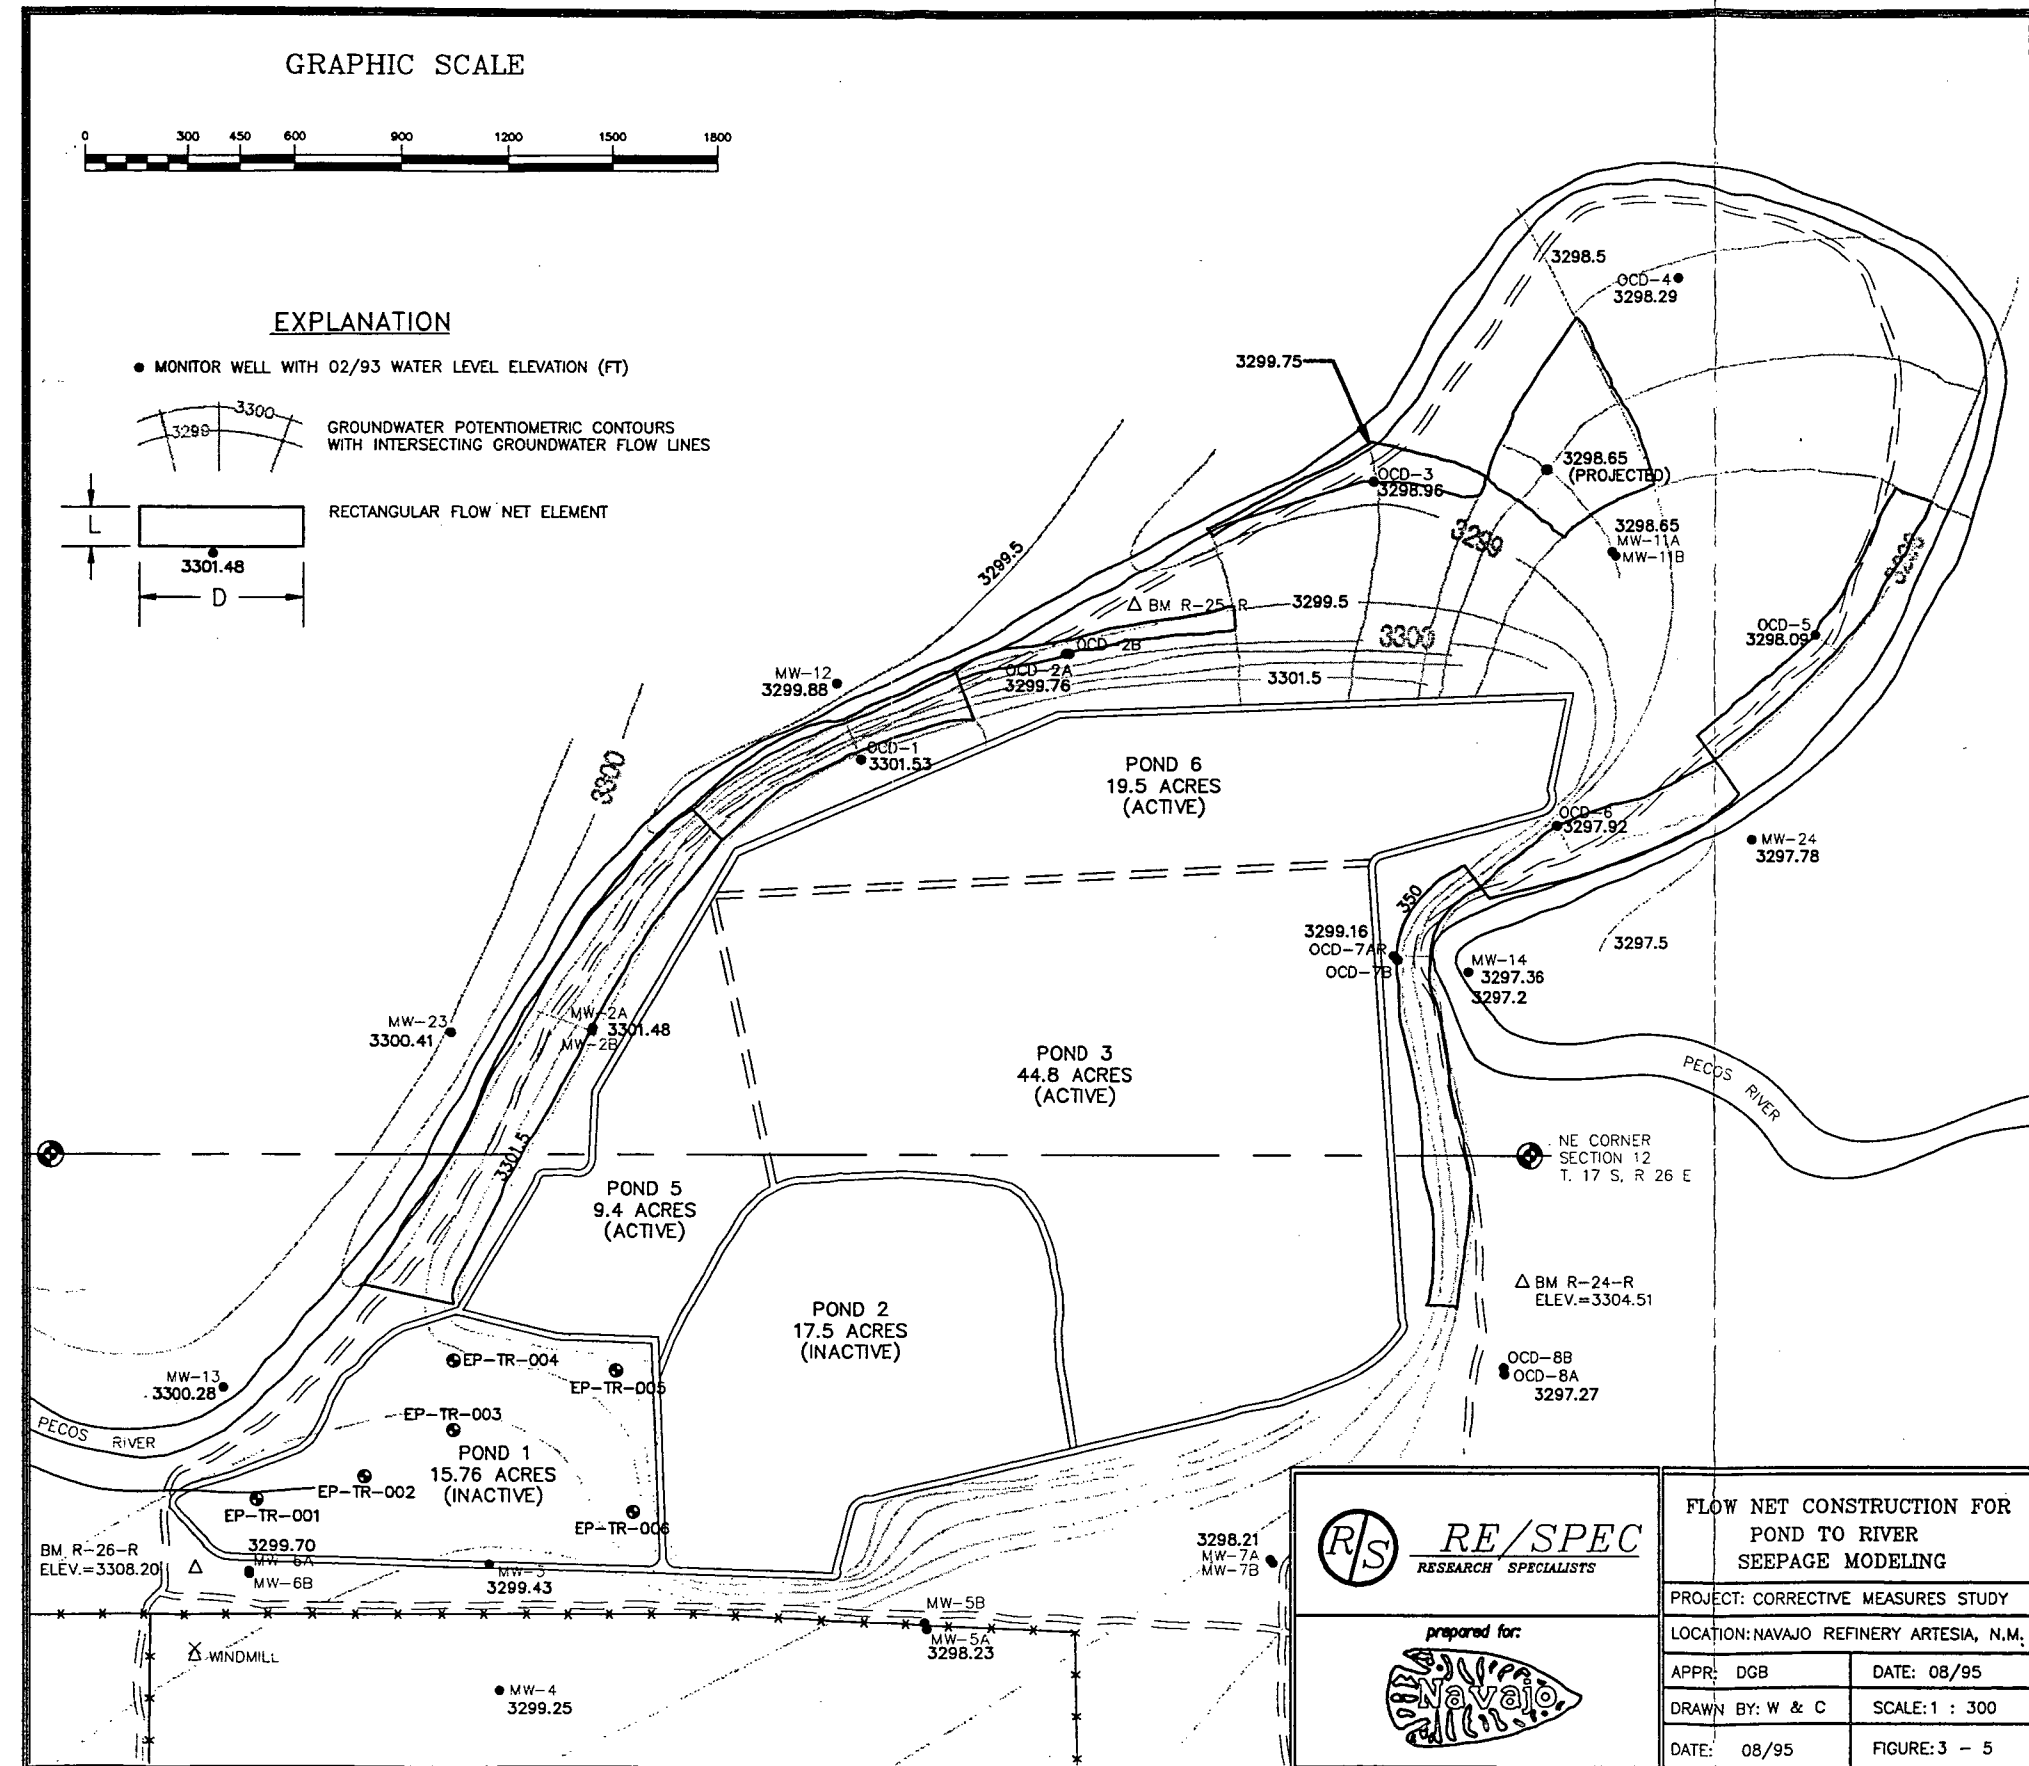 GRAPHIC SCALE
0 300 450 600 900 1200 1500 1800
EXPLANATION
MONITOR WELL WITH 02/93 WATER LEVEL ELEVATION (FT)
3300
3299
GROUNDWATER POTENTIOMETRIC CONTOURS
WITH INTERSECTING GROUNDWATER FLOW LINES
L
RECTANGULAR FLOW NET ELEMENT
3301.48
D
3298.5
OCD-4
3298.29
3299.75
OCD-3
3298.96
3298.65
(PROJECTED)
3299
3298.65
MW-11A
MW-11B
3299.5
BM R-25-R
3299.5
3300
OCD-5
3298.09
OCD-2B
OCD-2A
3299.76
3301.5
MW-12
3299.88
OCD-1
3301.53
3300
POND 6
19.5 ACRES
(ACTIVE)
OCD-6
3297.92
MW-24
3297.78
350
3299.16
OCD-7AR
OCD-7B
3297.5
MW-14
3297.36
3297.2
MW-23
3300.41
MW-2A
3301.48
MW-2B
POND 3
44.8 ACRES
(ACTIVE)
PECOS RIVER
3301.5
NE CORNER
SECTION 12
T. 17 S, R 26 E
POND 5
9.4 ACRES
(ACTIVE)
BM R-24-R
ELEV.=3304.51
POND 2
17.5 ACRES
(INACTIVE)
OCD-8B
OCD-8A
3297.27
MW-13
3300.28
EP-TR-004
EP-TR-005
EP-TR-003
PECOS RIVER
POND 1
15.76 ACRES
(INACTIVE)
EP-TR-002
EP-TR-001
EP-TR-006
BM R-26-R
ELEV.=3308.20
3299.70
MW-6A
MW-6B
MW-3
3299.43
3298.21
MW-7A
MW-7B
MW-5B
MW-5A
3298.23
WINDMILL
MW-4
3299.25
R/S
RE/SPEC
RESEARCH SPECIALISTS
prepared for:
Navajo
FLOW NET CONSTRUCTION FOR
POND TO RIVER
SEEPAGE MODELING
PROJECT: CORRECTIVE MEASURES STUDY
LOCATION: NAVAJO REFINERY ARTESIA, N.M.
APPR: DGB DATE: 08/95
DRAWN BY: W & C SCALE: 1 : 300
DATE: 08/95 FIGURE: 3 - 5